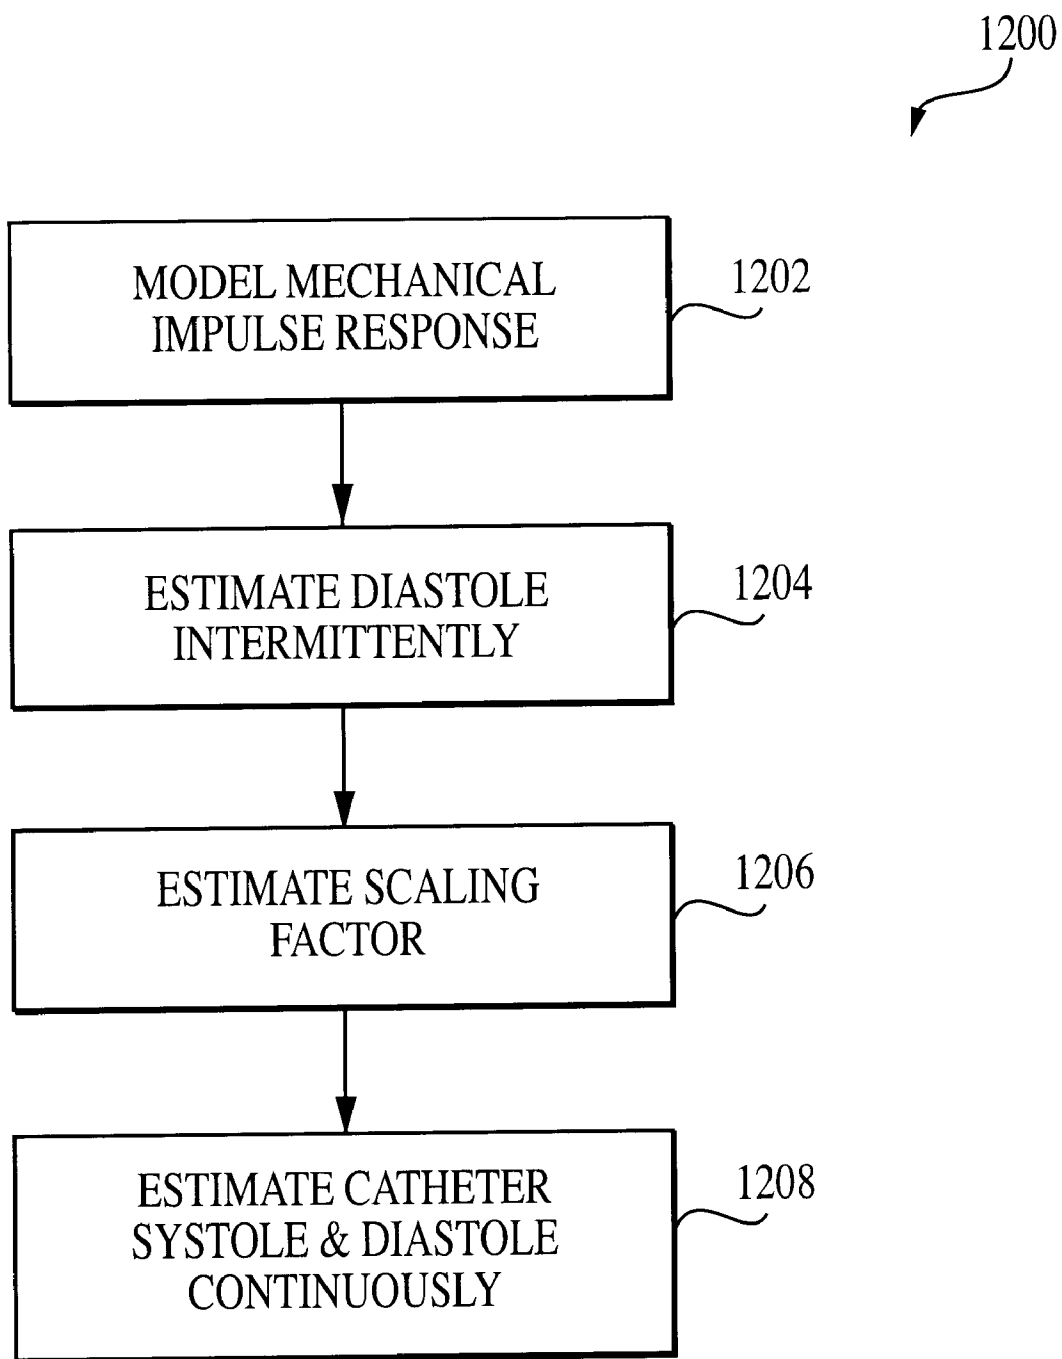 1200
MODEL MECHANICAL
IMPULSE RESPONSE
1202
ESTIMATE DIASTOLE
INTERMITTENTLY
1204
ESTIMATE SCALING
FACTOR
1206
ESTIMATE CATHETER
SYSTOLE & DIASTOLE
CONTINUOUSLY
1208